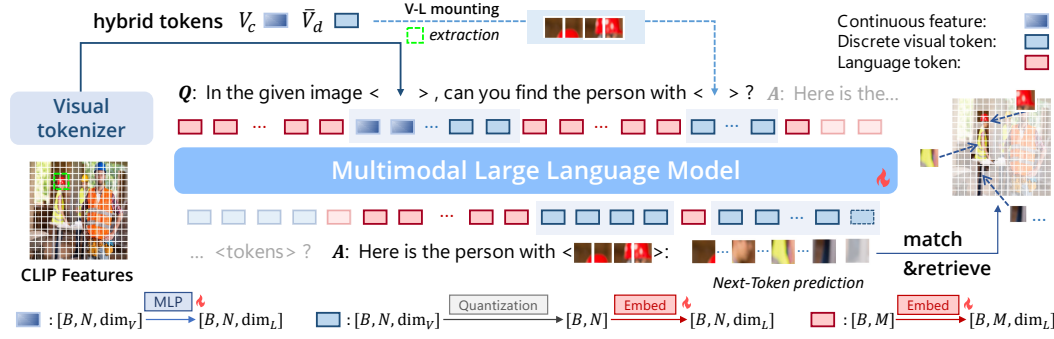 hybrid tokens V_c V̄_d
V-L mounting
extraction
Continuous feature:
Discrete visual token:
Language token:
Visual tokenizer
Q: In the given image < > , can you find the person with < > ? A: Here is the...
Multimodal Large Language Model
CLIP Features
... <tokens> ? A: Here is the person with < >:
Next-Token prediction
match &retrieve
...
: [B, N, dim_V] MLP [B, N, dim_L]
: [B, N, dim_V] Quantization [B, N] Embed [B, N, dim_L]
: [B, M] Embed [B, M, dim_L]